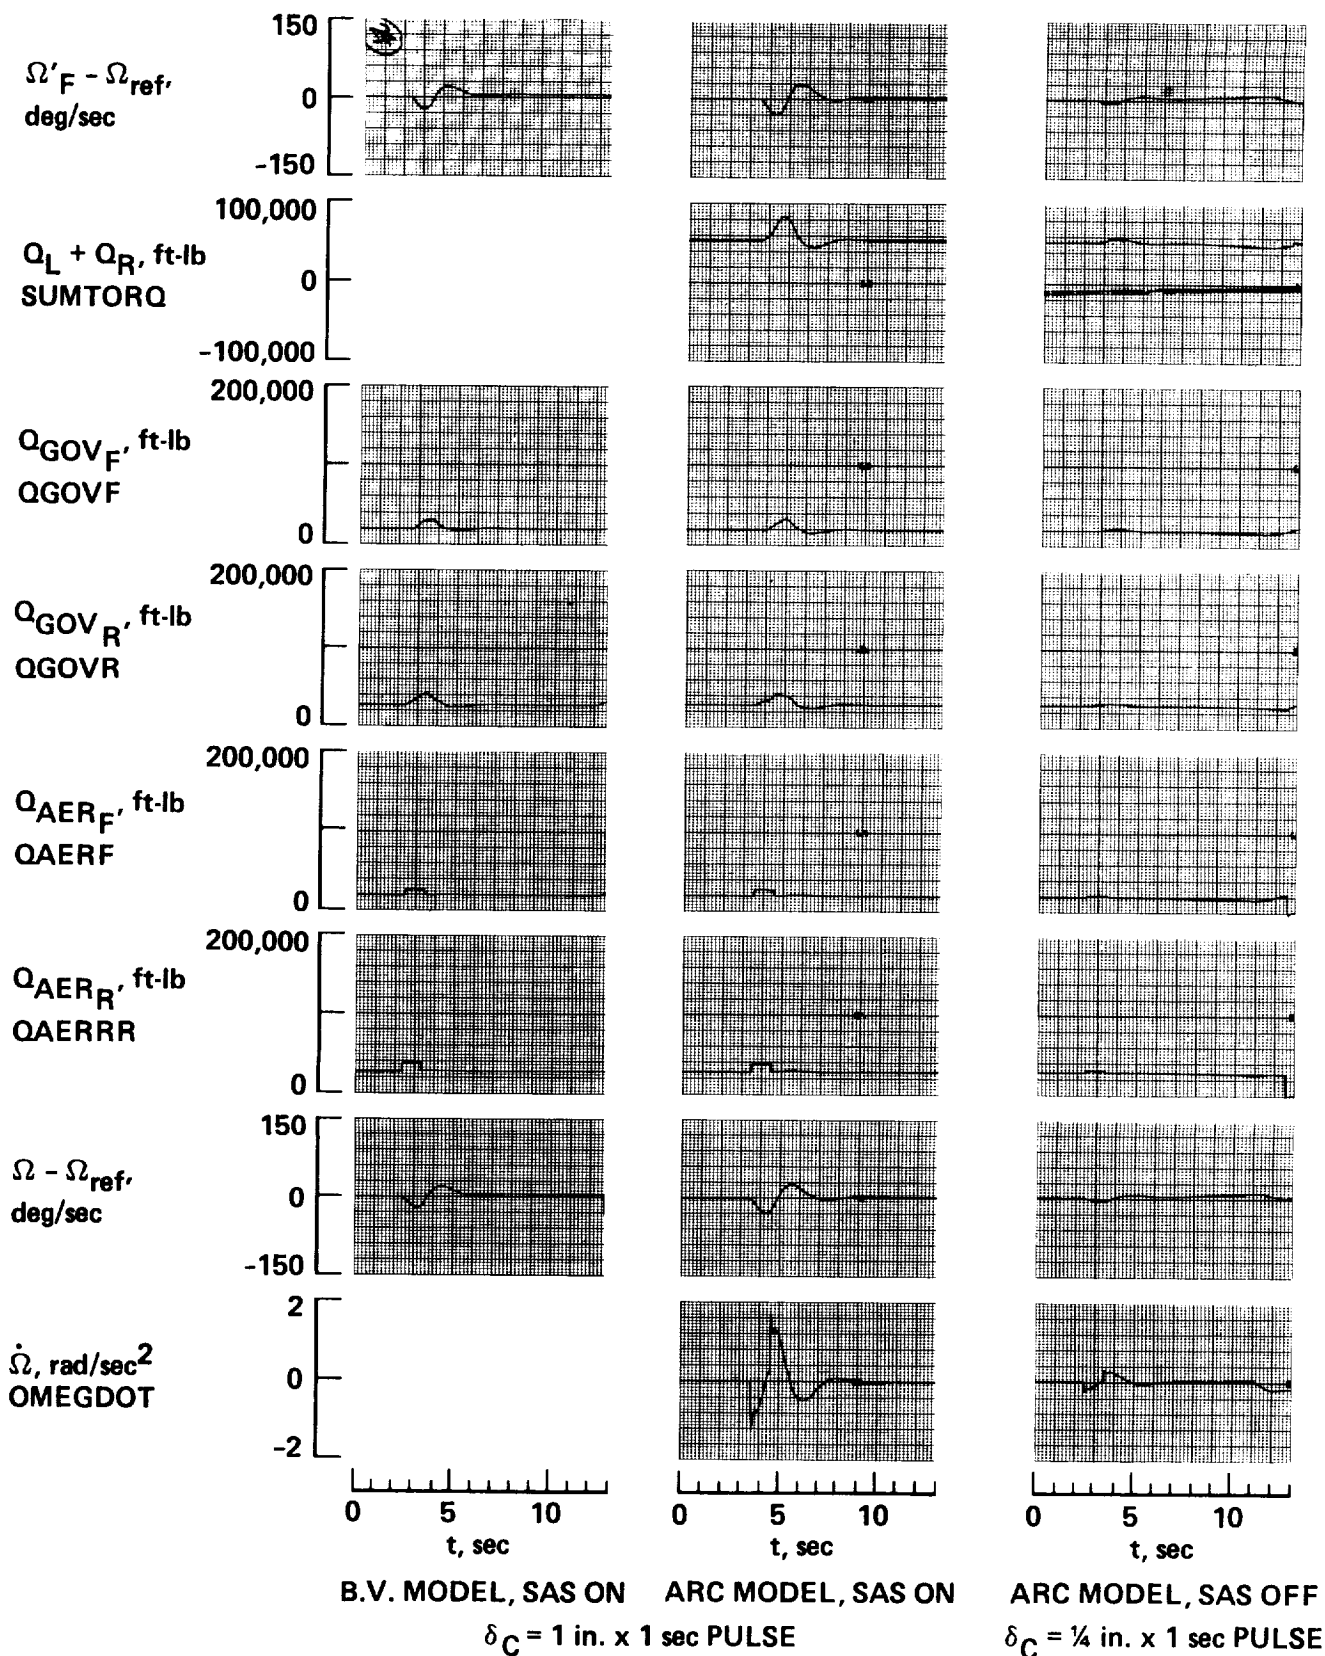 150
Ω′F - Ωref,
0
deg/sec
-150
100,000
QL + QR, ft-lb
0
SUMTORQ
-100,000
200,000
QGOVF, ft-lb
QGOVF
0
200,000
QGOVR, ft-lb
QGOVR
0
200,000
QAERF, ft-lb
QAERF
0
200,000
QAERR, ft-lb
QAERRR
0
150
Ω - Ωref,
0
deg/sec
-150
2
Ω̇, rad/sec2
0
OMEGDOT
-2
0 5 10 0 5 10 0 5 10
t, sec t, sec t, sec
B.V. MODEL, SAS ON ARC MODEL, SAS ON ARC MODEL, SAS OFF
δC = 1 in. x 1 sec PULSE δC = ¼ in. x 1 sec PULSE